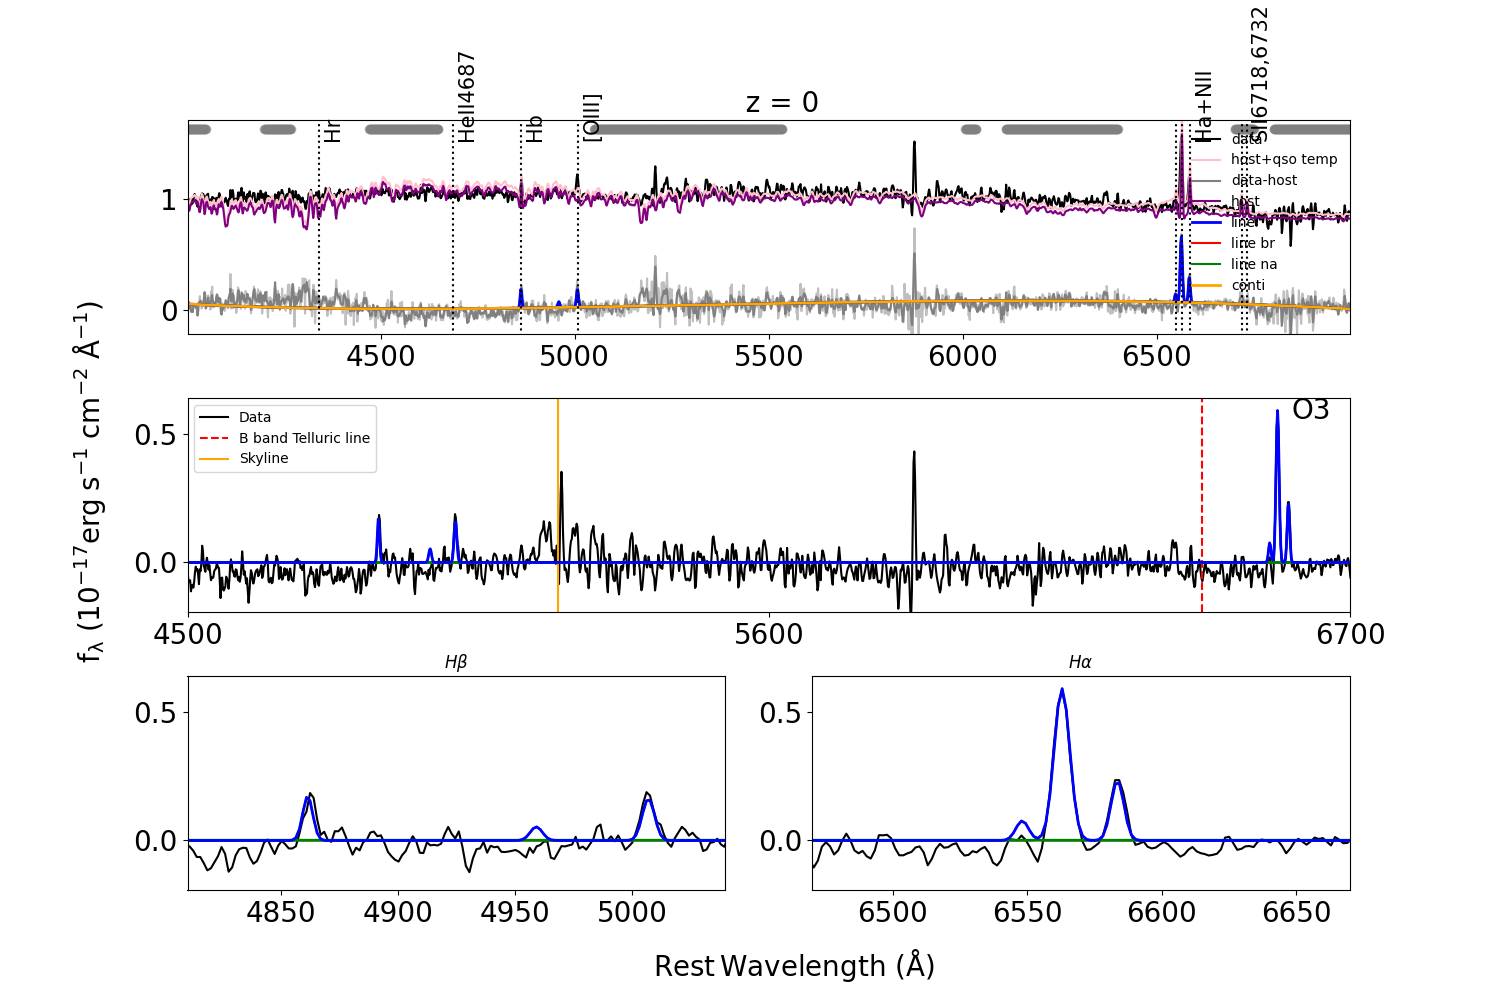 z = 0
Hr
HeII4687
Hb
[OIII]
Ha+NII
SII6718,6732
data
host+qso temp
data-host
host
line
line br
line na
conti
1
0
4500 5000 5500 6000 6500
Data
B band Telluric line
Skyline
O3
0.5
0.0
4500 5600 6700
fλ (10⁻¹⁷erg s⁻¹ cm⁻² Å⁻¹)
Hβ
0.5
0.0
4850 4900 4950 5000
Hα
0.5
0.0
6500 6550 6600 6650
Rest Wavelength (Å)